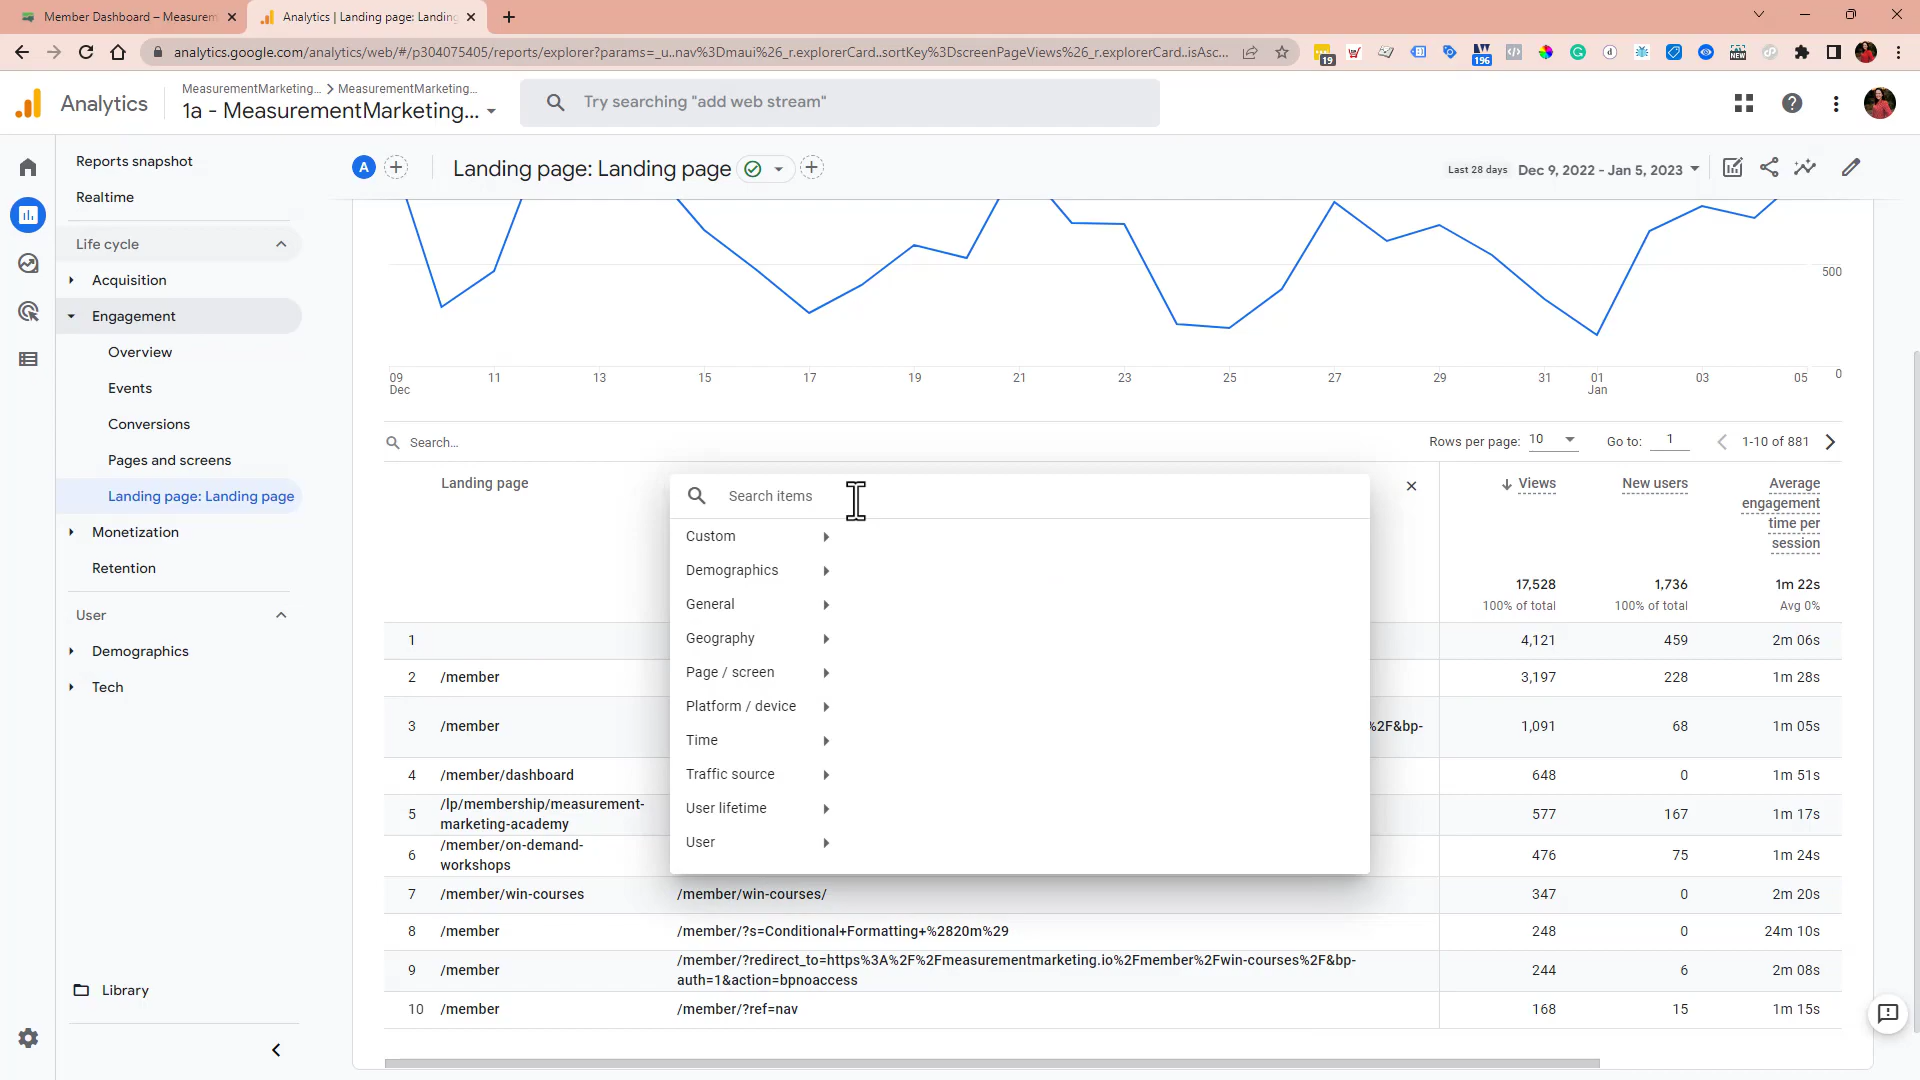 Member Dashboard – Measurem
Analytics | Landing page: Landing
analytics.google.com/analytics/web/#/p304075405/reports/explorer?params=_u..nav%3Dmaui%26_r.explorerCard..sortKey%3DscreenPageViews%26_r.explorerCard..isAsc...
19
196
NEW
Analytics
MeasurementMarketing... > MeasurementMarketing...
1a - MeasurementMarketing...
Try searching "add web stream"
Reports snapshot
Realtime
Life cycle
Acquisition
Engagement
Overview
Events
Conversions
Pages and screens
Landing page: Landing page
Monetization
Retention
User
Demographics
Tech
Library
A
Landing page: Landing page
Last 28 days Dec 9, 2022 - Jan 5, 2023
500
0
09 11 13 15 17 19 21 23 25 27 29 31 01 03 05
Dec Jan
Search...
Rows per page: 10 Go to: 1 1-10 of 881
Landing page
Search items
Custom
Demographics
General
Geography
Page / screen
Platform / device
Time
Traffic source
User lifetime
User
Views New users Average
engagement
time per
session
17,528 1,736 1m 22s
100% of total 100% of total Avg 0%
1 4,121 459 2m 06s
2 /member 3,197 228 1m 28s
3 /member %2F&bp- 1,091 68 1m 05s
4 /member/dashboard 648 0 1m 51s
5 /lp/membership/measurement-
marketing-academy 577 167 1m 17s
6 /member/on-demand-
workshops 476 75 1m 24s
7 /member/win-courses /member/win-courses/ 347 0 2m 20s
8 /member /member/?s=Conditional+Formatting+%2820m%29 248 0 24m 10s
9 /member /member/?redirect_to=https%3A%2F%2Fmeasurementmarketing.io%2Fmember%2Fwin-courses%2F&bp-
auth=1&action=bpnoaccess 244 6 2m 08s
10 /member /member/?ref=nav 168 15 1m 15s